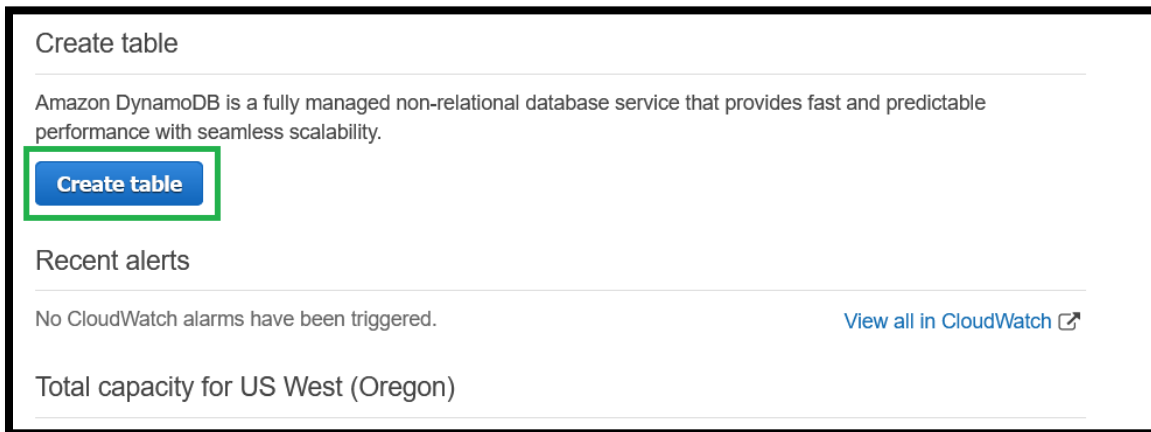 Create table
Amazon DynamoDB is a fully managed non-relational database service that provides fast and predictable
performance with seamless scalability.
Create table
Recent alerts
No CloudWatch alarms have been triggered.
View all in CloudWatch
Total capacity for US West (Oregon)